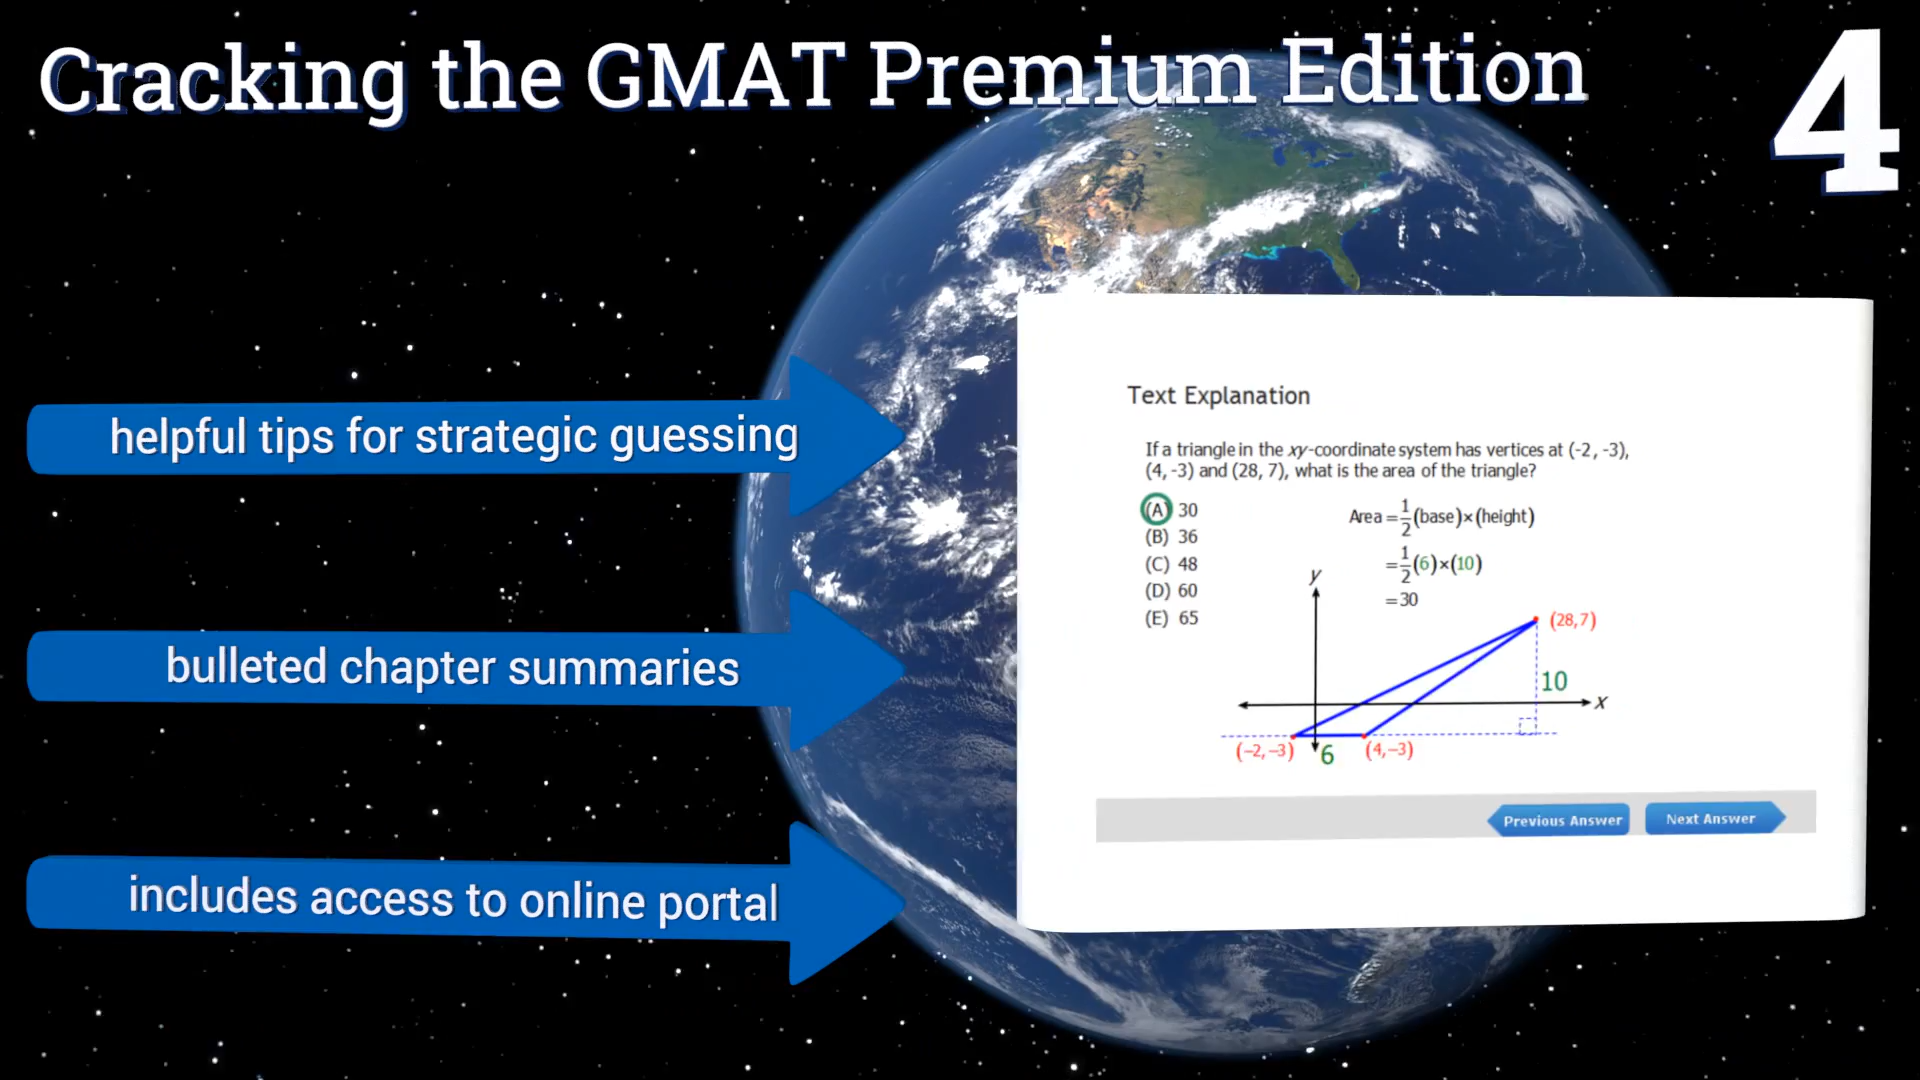 Cracking the GMAT Premium Edition
4
helpful tips for strategic guessing
bulleted chapter summaries
includes access to online portal
Text Explanation
If a triangle in the xy-coordinate system has vertices at (-2, -3),
(4, -3) and (28, 7), what is the area of the triangle?
(A) 30
(B) 36
(C) 48
(D) 60
(E) 65
Area = 1/2 (base)×(height)
= 1/2 (6)×(10)
=30
y
(28,7)
10
x
(-2,-3)
6
(4,-3)
Previous Answer
Next Answer